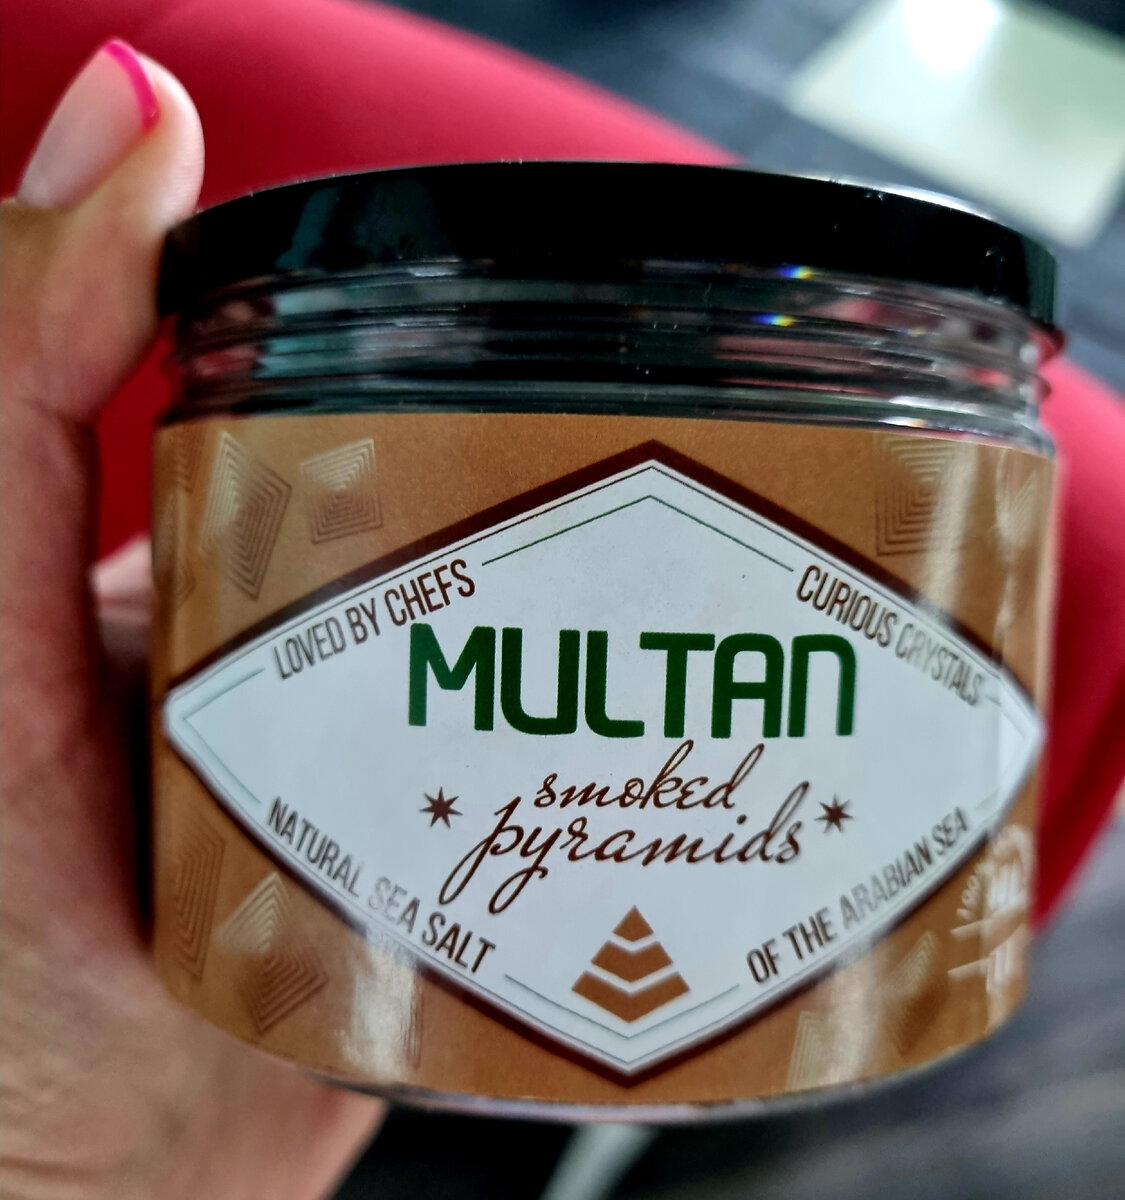 LOVED BY CHEFS
CURIOUS CRYSTALS
MULTAN
smoked
pyramids
NATURAL SEA SALT
OF THE ARABIAN SEA